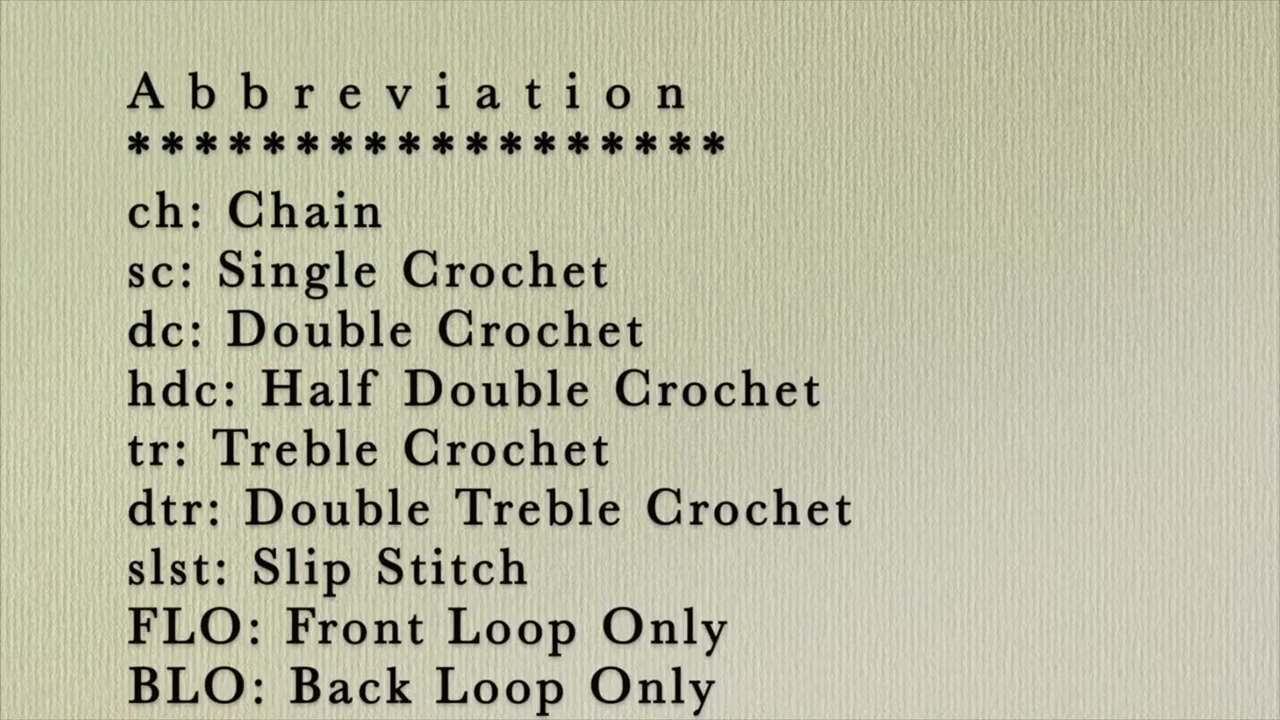 Abbreviation
******************
ch: Chain
sc: Single Crochet
dc: Double Crochet
hdc: Half Double Crochet
tr: Treble Crochet
dtr: Double Treble Crochet
slst: Slip Stitch
FLO: Front Loop Only
BLO: Back Loop Only